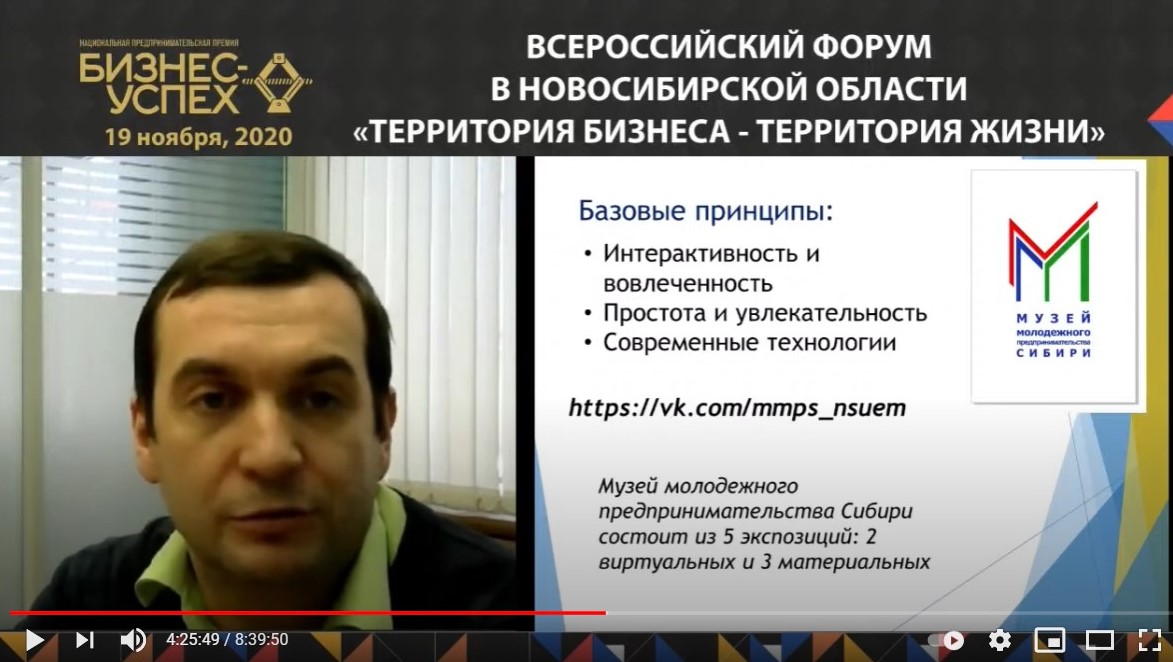 НАЦИОНАЛЬНАЯ ПРЕДПРИНИМАТЕЛЬСКАЯ ПРЕМИЯ
БИЗНЕС-
УСПЕХ
19 ноября, 2020
ВСЕРОССИЙСКИЙ ФОРУМ
В НОВОСИБИРСКОЙ ОБЛАСТИ
«ТЕРРИТОРИЯ БИЗНЕСА - ТЕРРИТОРИЯ ЖИЗНИ»
Базовые принципы:
• Интерактивность и
вовлеченность
• Простота и увлекательность
• Современные технологии
https://vk.com/mmps_nsuem
Музей молодежного
предпринимательства Сибири
состоит из 5 экспозиций: 2
виртуальных и 3 материальных
МУЗЕЙ
молодежного
предпринимательства
СИБИРИ
4:25:49 / 8:39:50